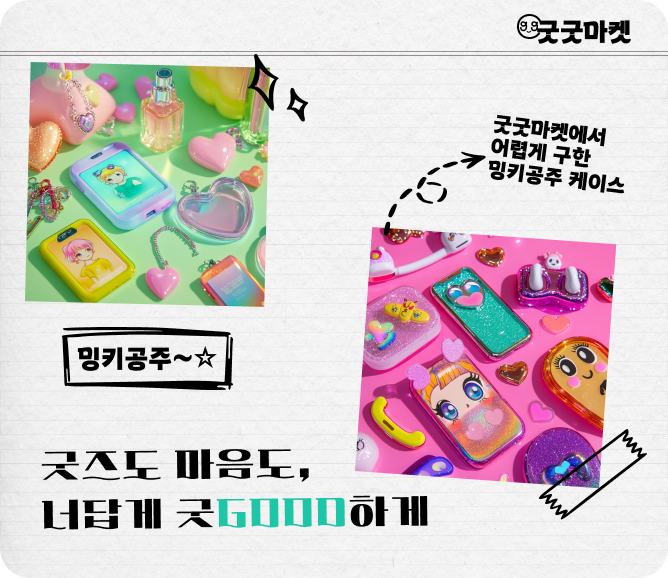 굿굿마켓
굿굿마켓에서
어렵게 구한
밍키공주 케이스
밍키공주~☆
굿즈도 마음도,
너답게 굿GOOD하게